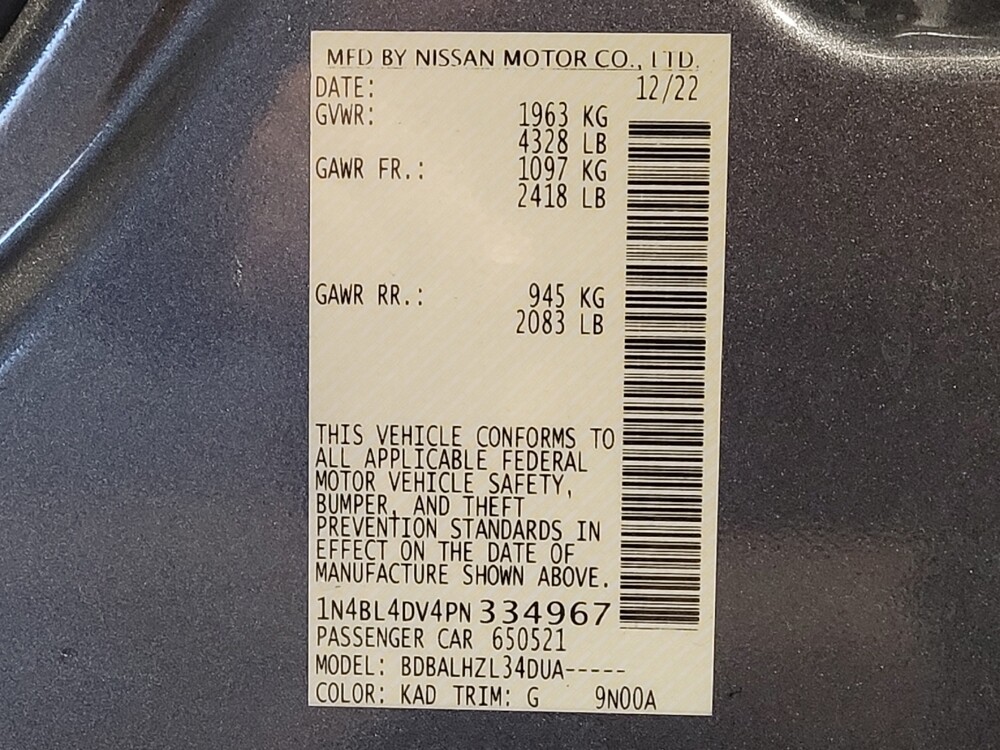 MFD BY NISSAN MOTOR CO., LTD.
DATE: 12/22
GVWR: 1963 KG
4328 LB
GAWR FR.: 1097 KG
2418 LB
GAWR RR.: 945 KG
2083 LB
THIS VEHICLE CONFORMS TO
ALL APPLICABLE FEDERAL
MOTOR VEHICLE SAFETY,
BUMPER, AND THEFT
PREVENTION STANDARDS IN
EFFECT ON THE DATE OF
MANUFACTURE SHOWN ABOVE.
1N4BL4DV4PN334967
PASSENGER CAR 650521
MODEL: BDBALHZL34DUA-----
COLOR: KAD TRIM: G 9N00A